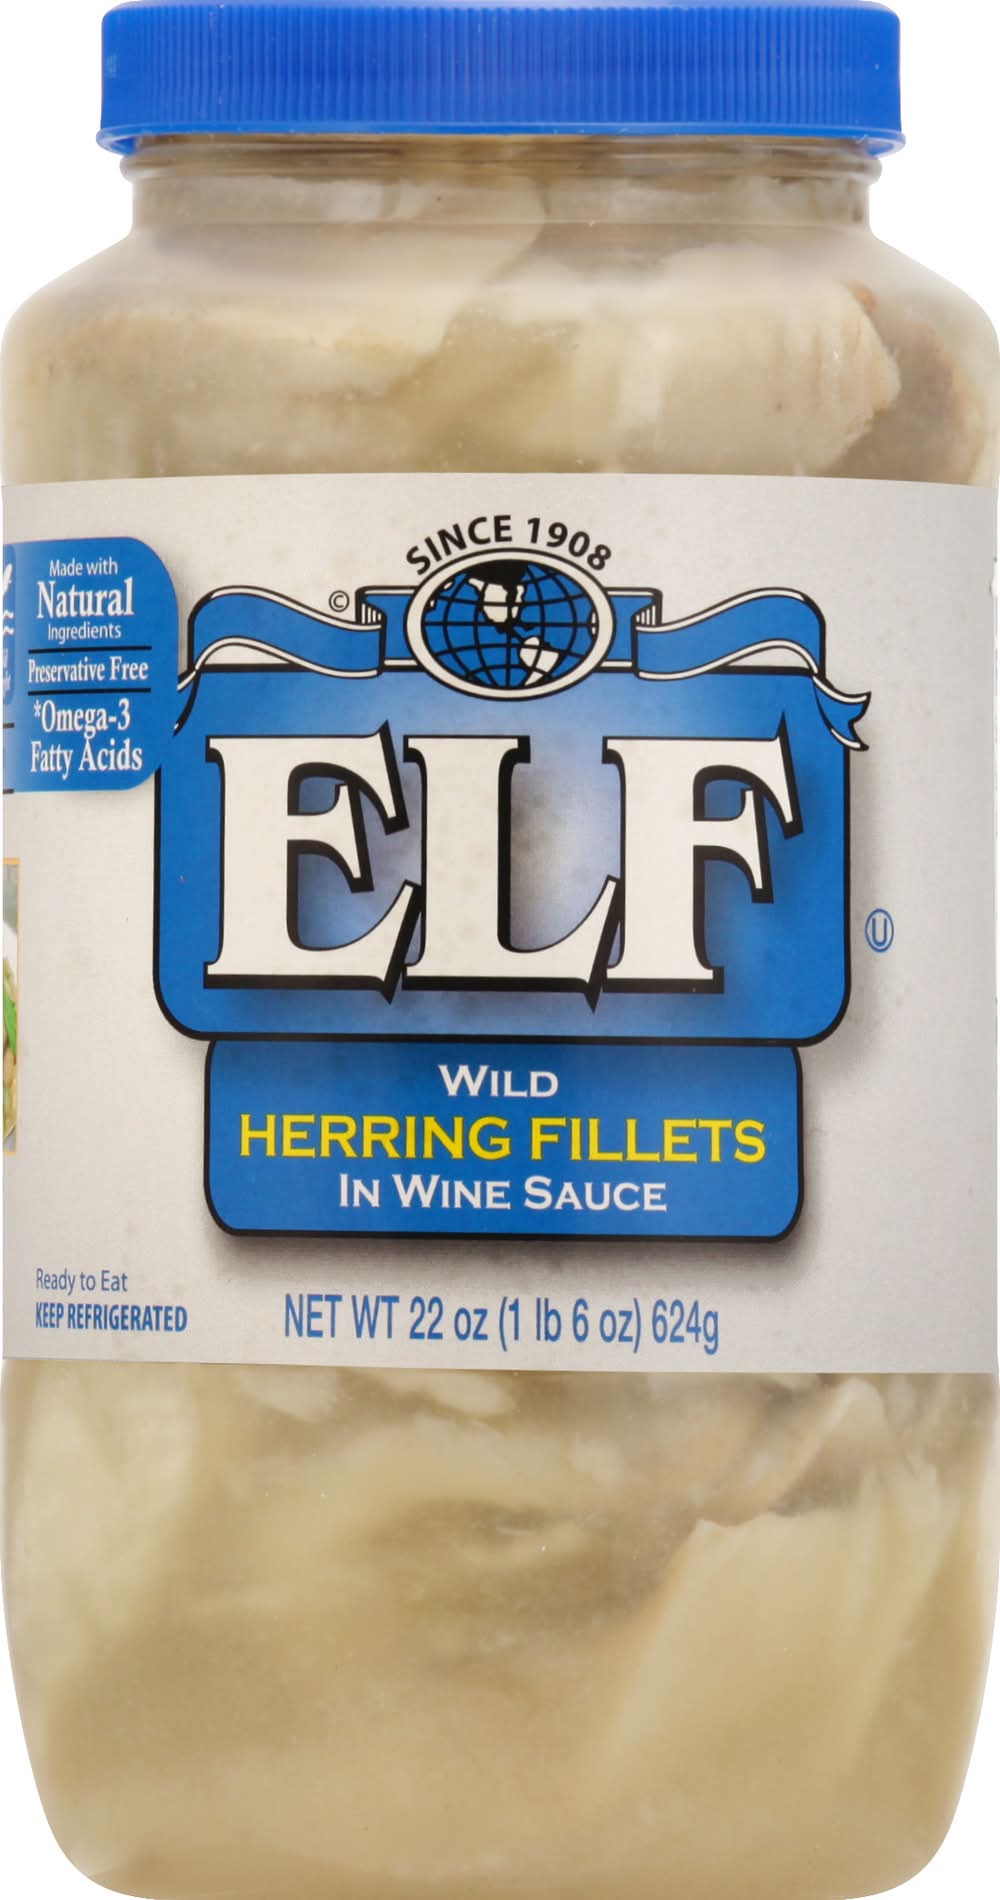 SINCE 1908
©
Made with
Natural
Ingredients
Preservative Free
*Omega-3
Fatty Acids
ELF
U
WILD
HERRING FILLETS
IN WINE SAUCE
Ready to Eat
KEEP REFRIGERATED
NET WT 22 oz (1 lb 6 oz) 624g